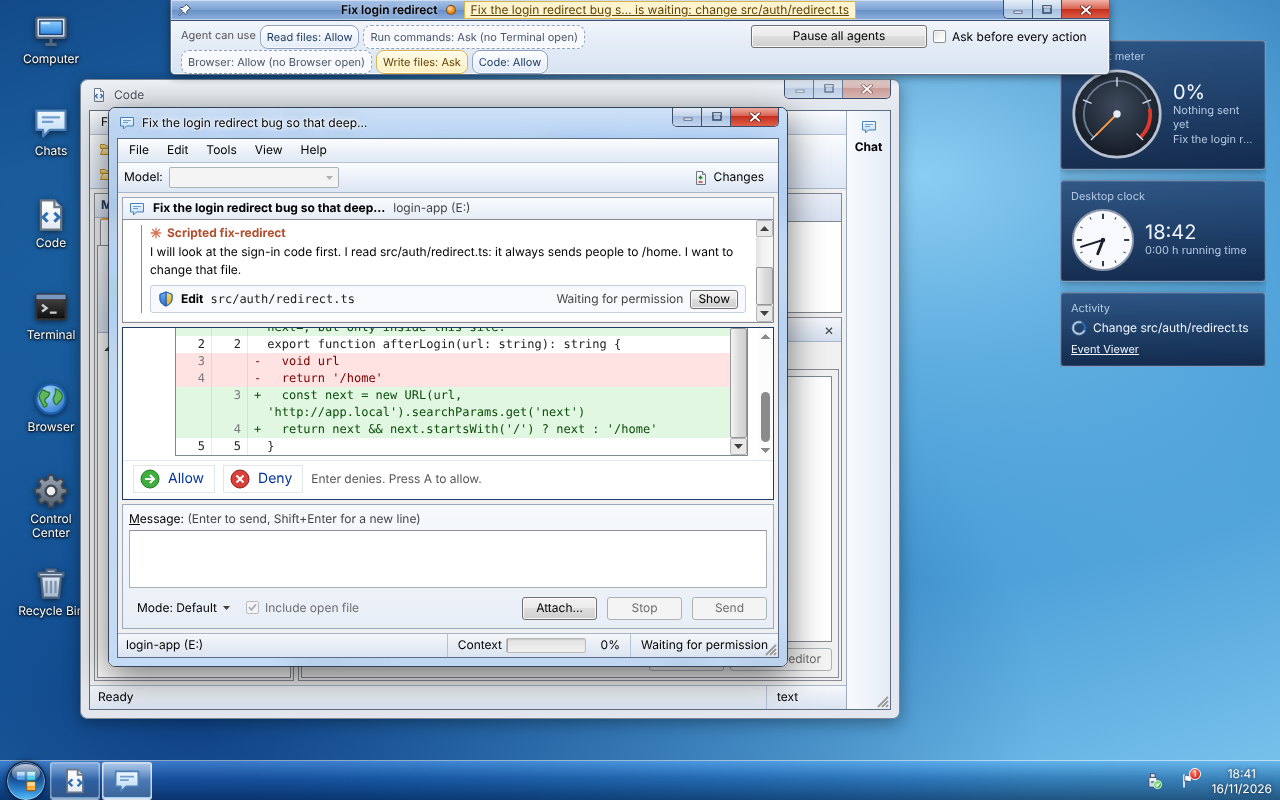 Fix login redirect
Fix the login redirect bug s... is waiting: change src/auth/redirect.ts
Agent can use
Read files: Allow
Run commands: Ask (no Terminal open)
Browser: Allow (no Browser open)
Write files: Ask
Code: Allow
Pause all agents
Ask before every action
Computer
Chats
Code
Terminal
Browser
Control
Center
Recycle Bin
meter
0%
Nothing sent
yet
Fix the login r...
Desktop clock
18:42
0:00 h running time
Activity
Change src/auth/redirect.ts
Event Viewer
Code
Chat
Fix the login redirect bug so that deep...
File
Edit
Tools
View
Help
Model:
Changes
Fix the login redirect bug so that deep...
login-app (E:)
Scripted fix-redirect
I will look at the sign-in code first. I read src/auth/redirect.ts: it always sends people to /home. I want to
change that file.
Edit src/auth/redirect.ts
Waiting for permission
Show
next=, but only inside this site.
2 2 export function afterLogin(url: string): string {
3 - void url
4 - return '/home'
3 + const next = new URL(url,
'http://app.local').searchParams.get('next')
4 + return next && next.startsWith('/') ? next : '/home'
5 5 }
Allow
Deny
Enter denies. Press A to allow.
Message: (Enter to send, Shift+Enter for a new line)
Mode: Default
Include open file
Attach...
Stop
Send
login-app (E:)
Context
0%
Waiting for permission
editor
Ready
text
1
18:41
16/11/2026